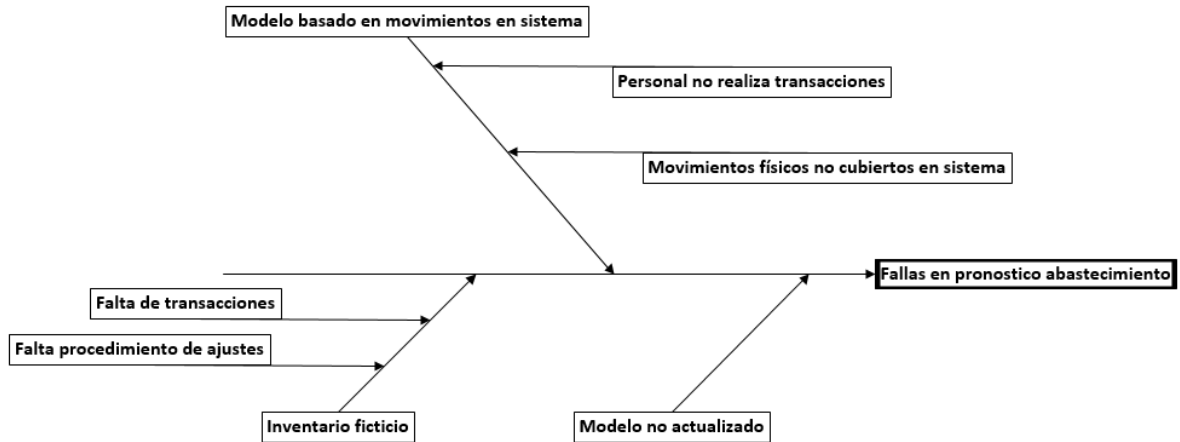 Modelo basado en movimientos en sistema
Personal no realiza transacciones
Movimientos físicos no cubiertos en sistema
Fallas en pronostico abastecimiento
Falta de transacciones
Falta procedimiento de ajustes
Inventario ficticio
Modelo no actualizado